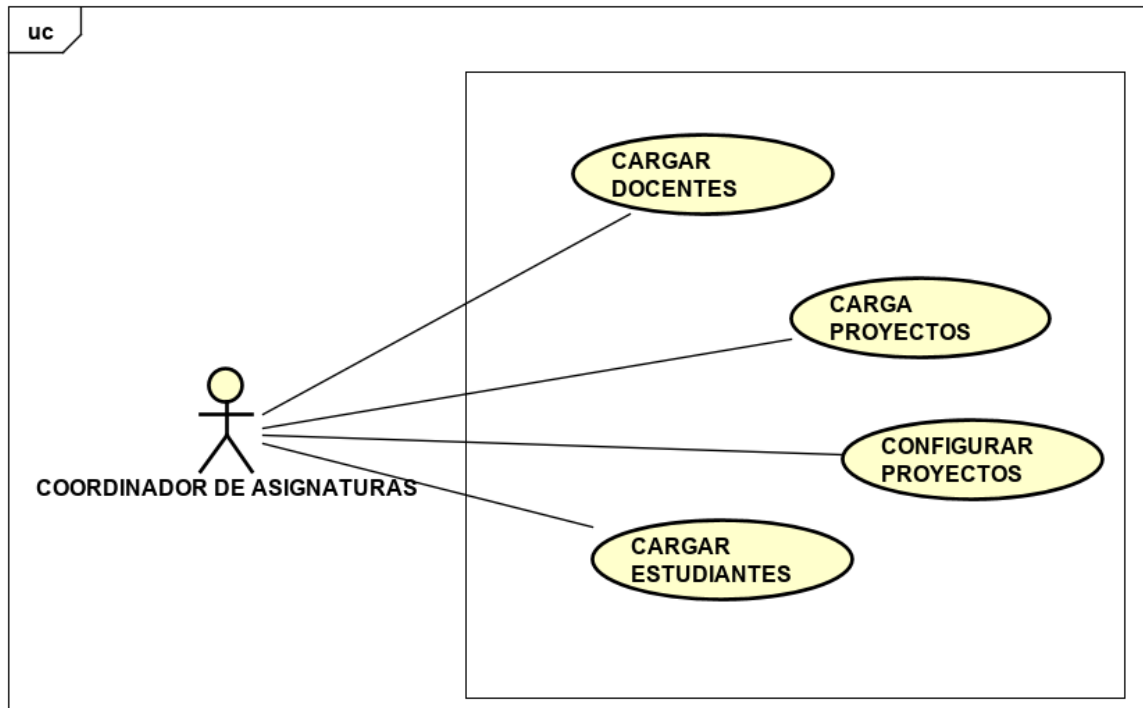 uc
CARGAR
DOCENTES
CARGA
PROYECTOS
CONFIGURAR
PROYECTOS
COORDINADOR DE ASIGNATURAS
CARGAR
ESTUDIANTES